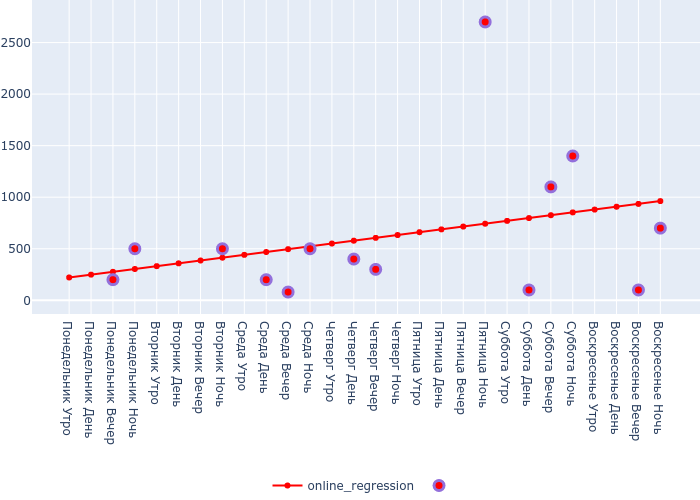 2500
2000
1500
1000
500
0
Понедельник Утро
Понедельник День
Понедельник Вечер
Понедельник Ночь
Вторник Утро
Вторник День
Вторник Вечер
Вторник Ночь
Среда Утро
Среда День
Среда Вечер
Среда Ночь
Четверг Утро
Четверг День
Четверг Вечер
Четверг Ночь
Пятница Утро
Пятница День
Пятница Вечер
Пятница Ночь
Суббота Утро
Суббота День
Суббота Вечер
Суббота Ночь
Воскресенье Утро
Воскресенье День
Воскресенье Вечер
Воскресенье Ночь
online_regression